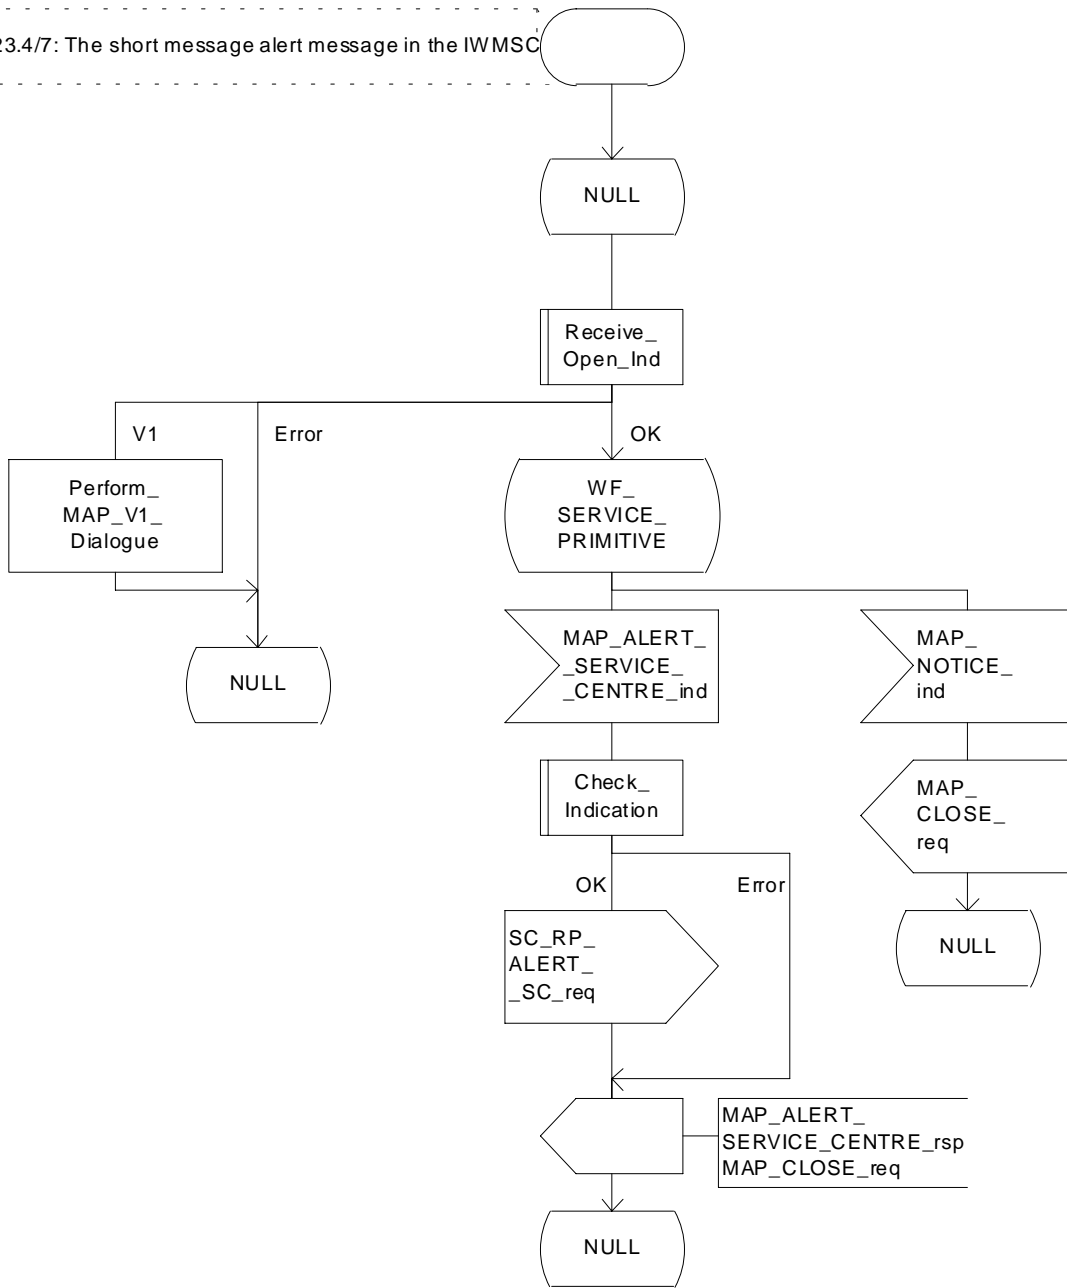 23.4/7: The short message alert message in the IWMSC
NULL
Receive_
Open_Ind
V1
Error
OK
Perform_
MAP_V1_
Dialogue
WF_
SERVICE_
PRIMITIVE
MAP_ALERT_
_SERVICE_
_CENTRE_ind
MAP_
NOTICE_
ind
NULL
Check_
Indication
MAP_
CLOSE_
req
OK
Error
SC_RP_
ALERT_
_SC_req
NULL
MAP_ALERT_
SERVICE_CENTRE_rsp
MAP_CLOSE_req
NULL